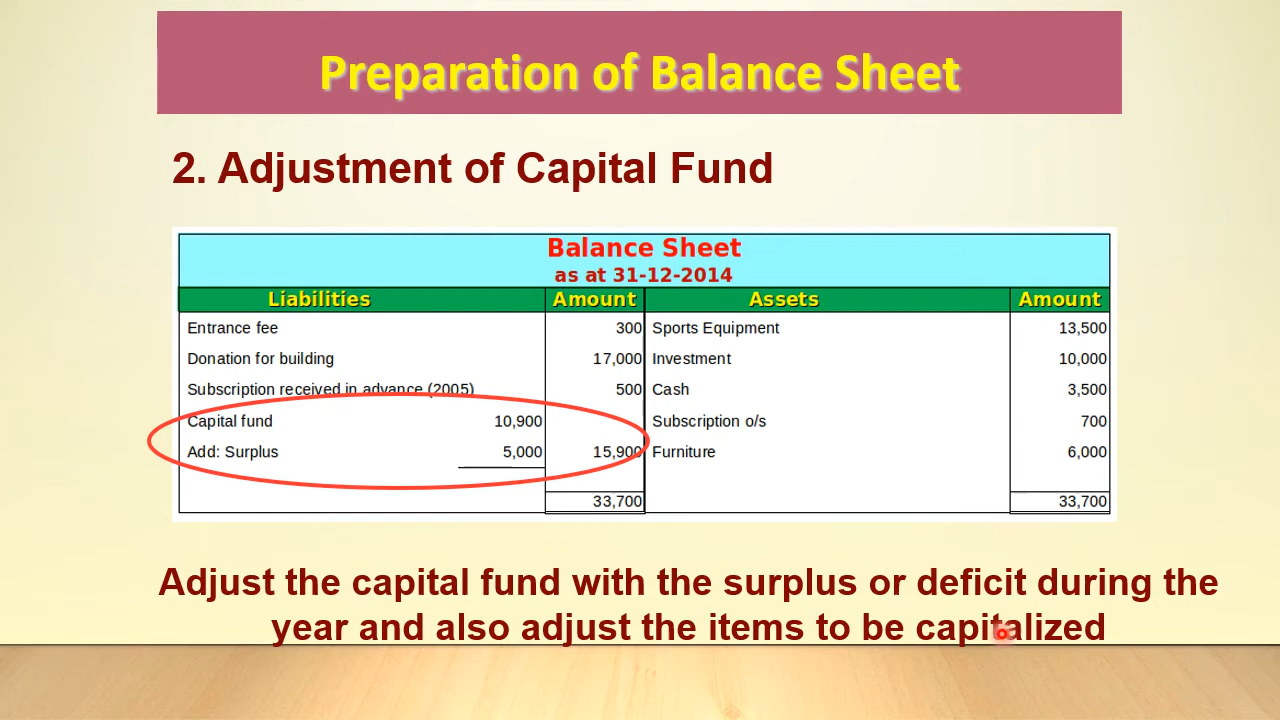 Preparation of Balance Sheet
2. Adjustment of Capital Fund
Balance Sheet
as at 31-12-2014
Liabilities Amount Assets Amount
Entrance fee 300 Sports Equipment 13,500
Donation for building 17,000 Investment 10,000
Subscription received in advance (2005) 500 Cash 3,500
Capital fund 10,900 Subscription o/s 700
Add: Surplus 5,000 15,900 Furniture 6,000
33,700 33,700
Adjust the capital fund with the surplus or deficit during the
year and also adjust the items to be capitalized